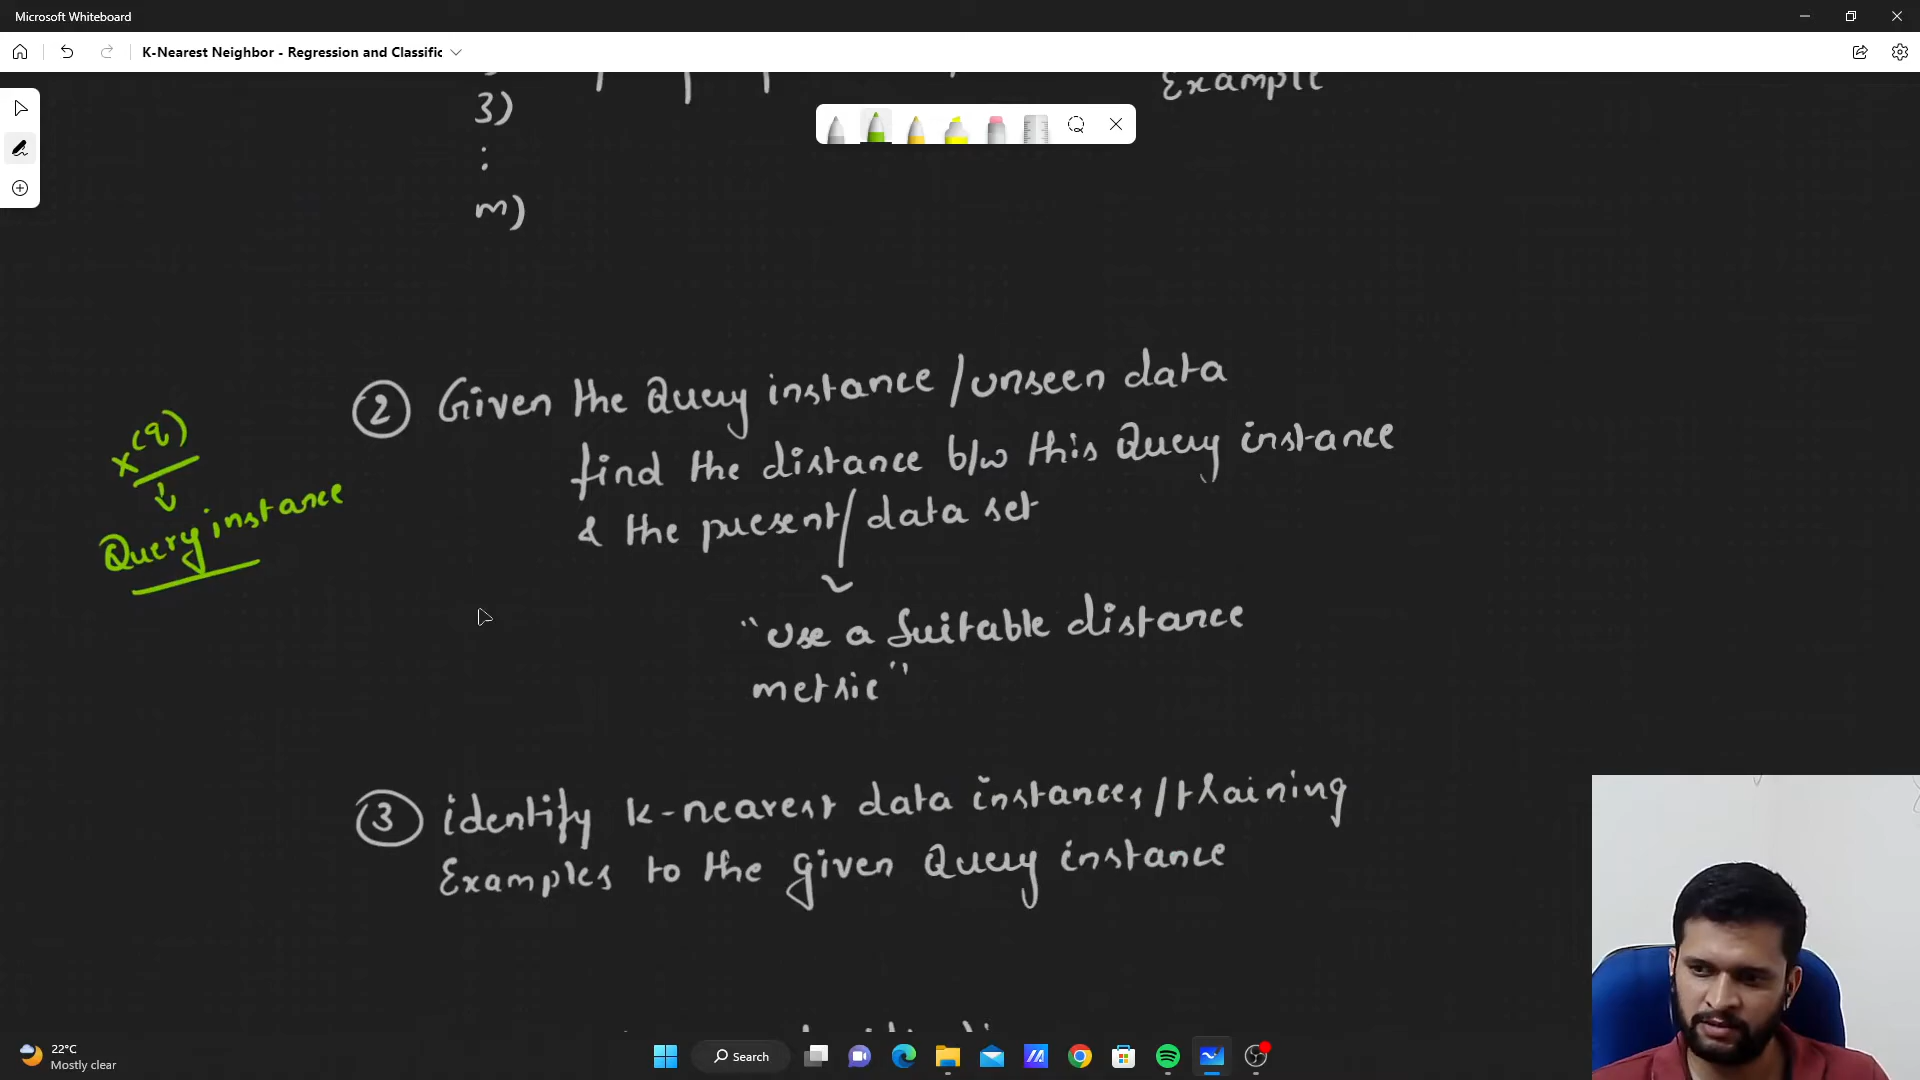 Microsoft Whiteboard
K-Nearest Neighbor - Regression and Classific
Example
3)
:
m)
② Given the Query instance/unseen data
find the distance b/w this Query instance
& the present/data set
"use a suitable distance
metric"
x(q)
Query instance
③ identify k-nearest data instances/training
Examples to the given Query instance
22°C
Mostly clear
Search